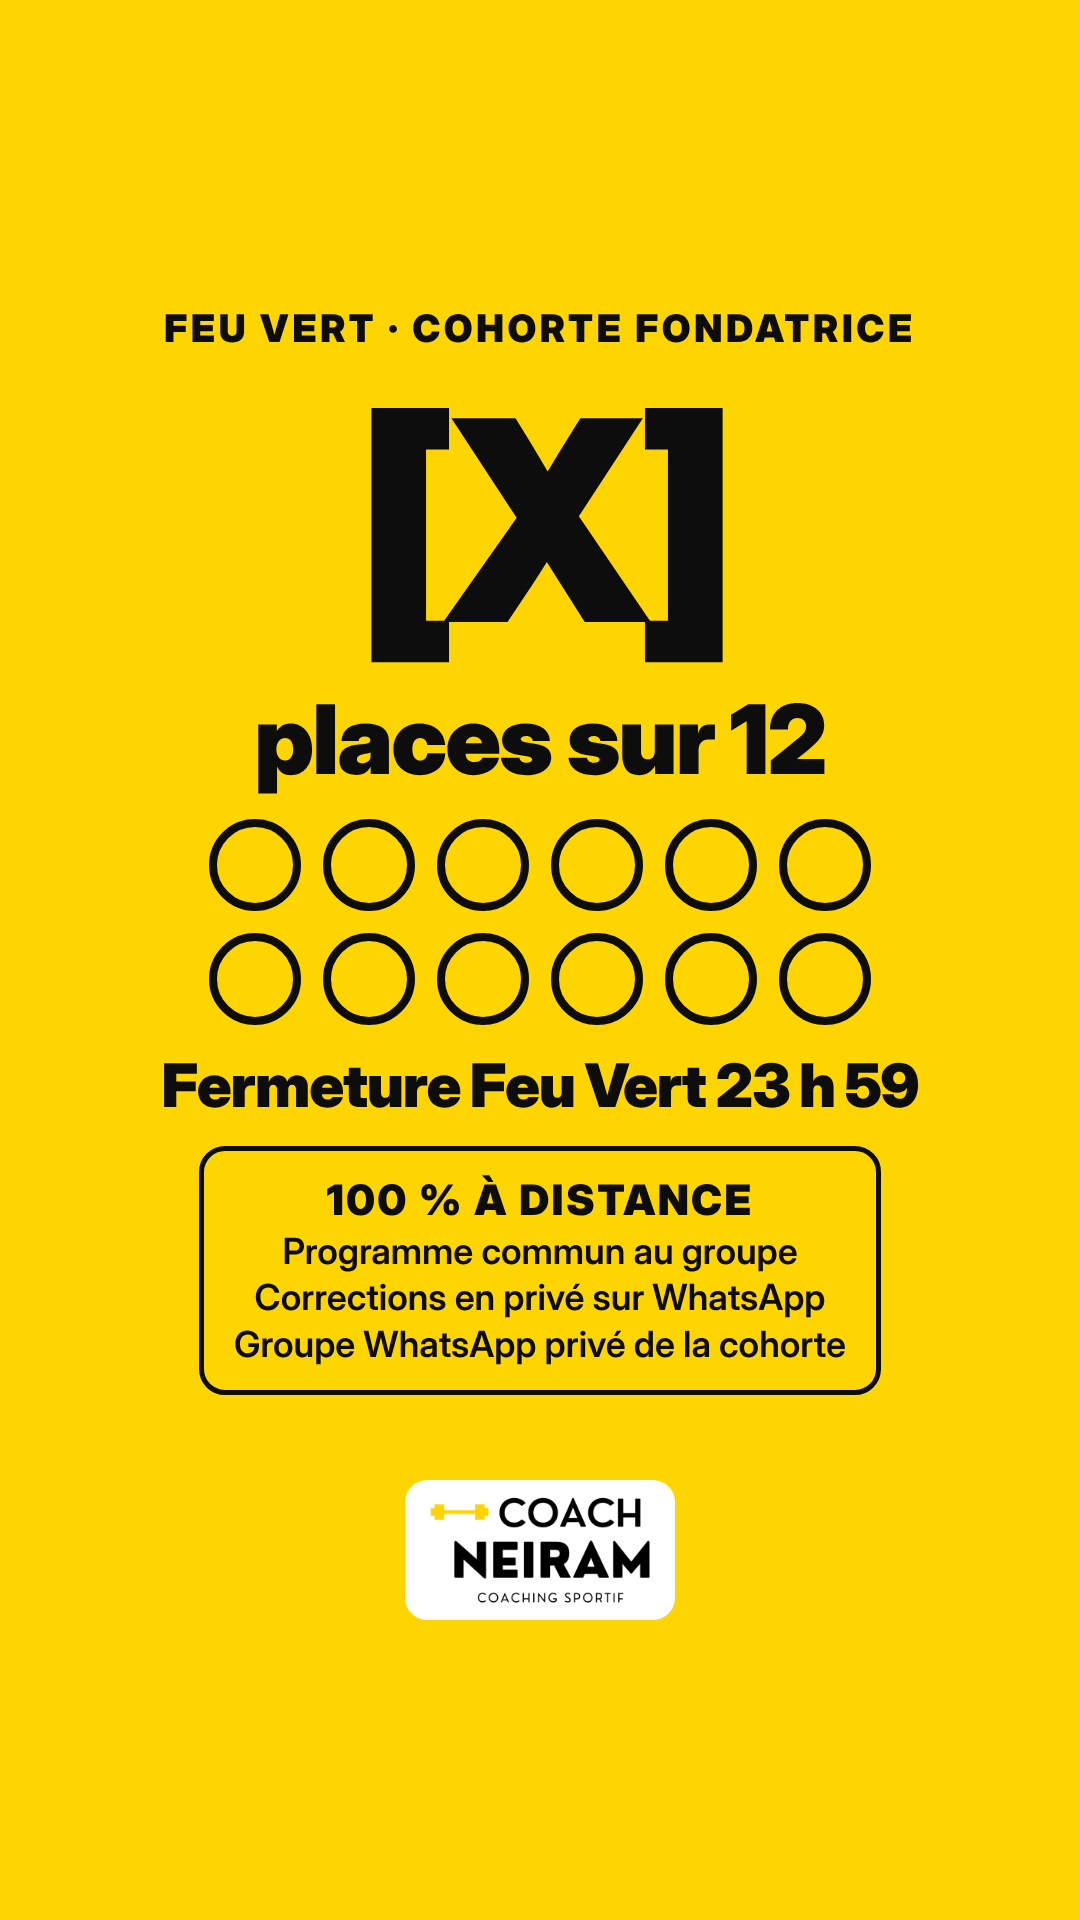 FEU VERT · COHORTE FONDATRICE
[X]
places sur 12
Fermeture Feu Vert 23 h 59
100 % À DISTANCE
Programme commun au groupe
Corrections en privé sur WhatsApp
Groupe WhatsApp privé de la cohorte
COACH
NEIRAM
COACHING SPORTIF